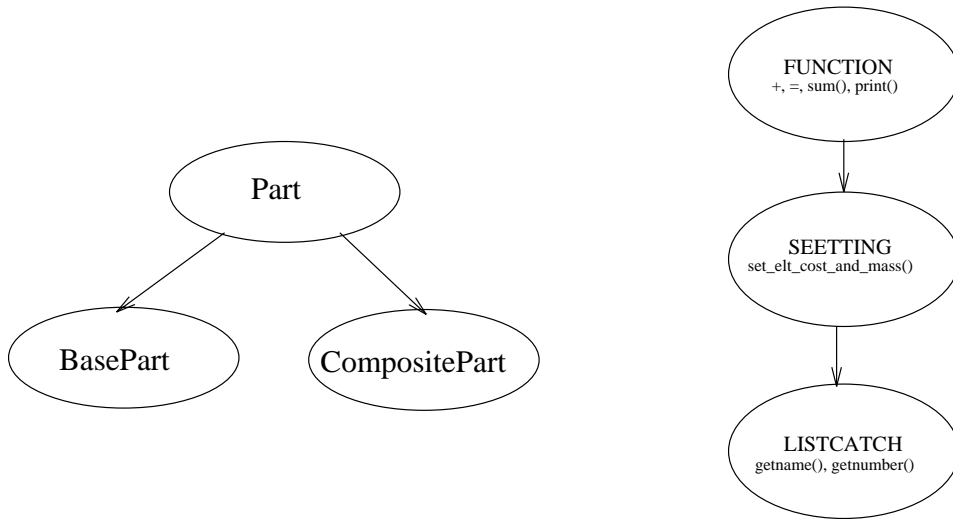 Part
BasePart
CompositePart
FUNCTION
+, =, sum(), print()
SEETTING
set_elt_cost_and_mass()
LISTCATCH
getname(), getnumber()